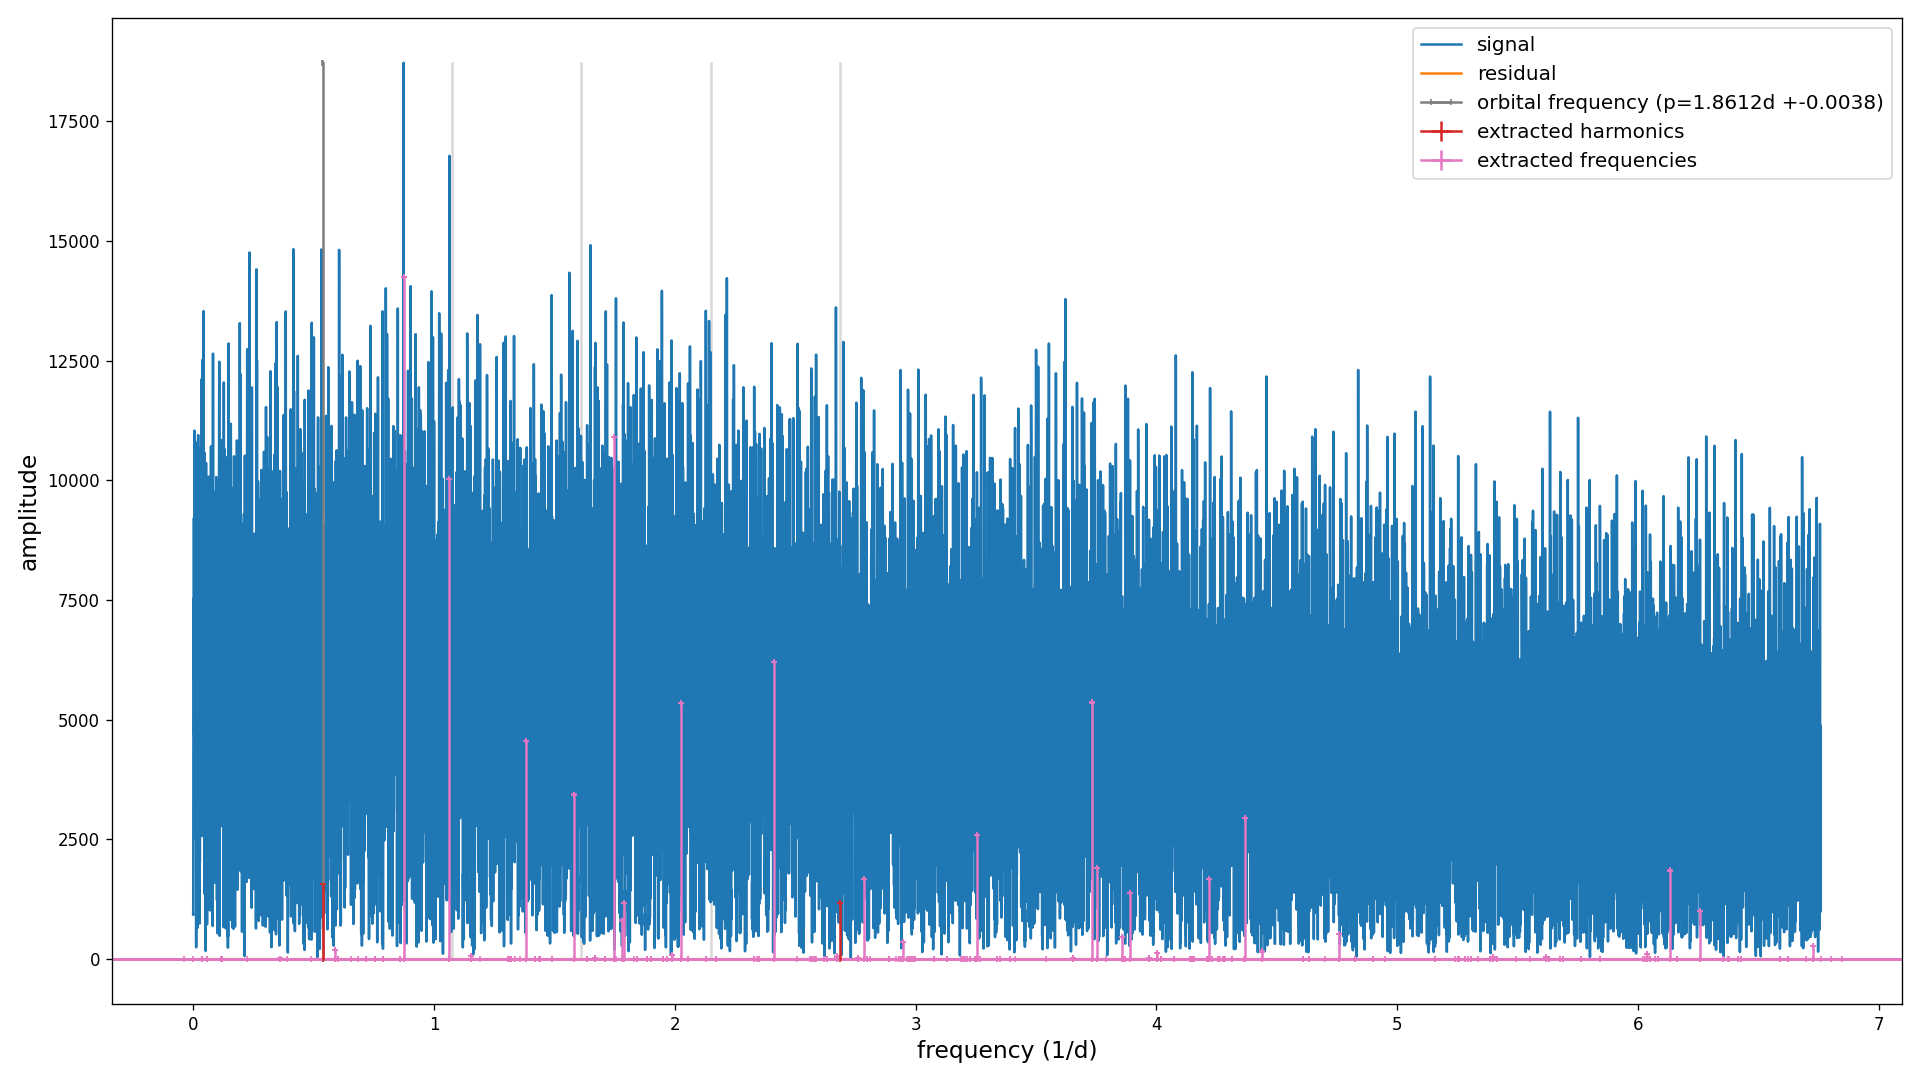 signal
residual
orbital frequency (p=1.8612d +-0.0038)
extracted harmonics
extracted frequencies
17500
15000
12500
10000
7500
5000
2500
0
amplitude
0 1 2 3 4 5 6 7
frequency (1/d)